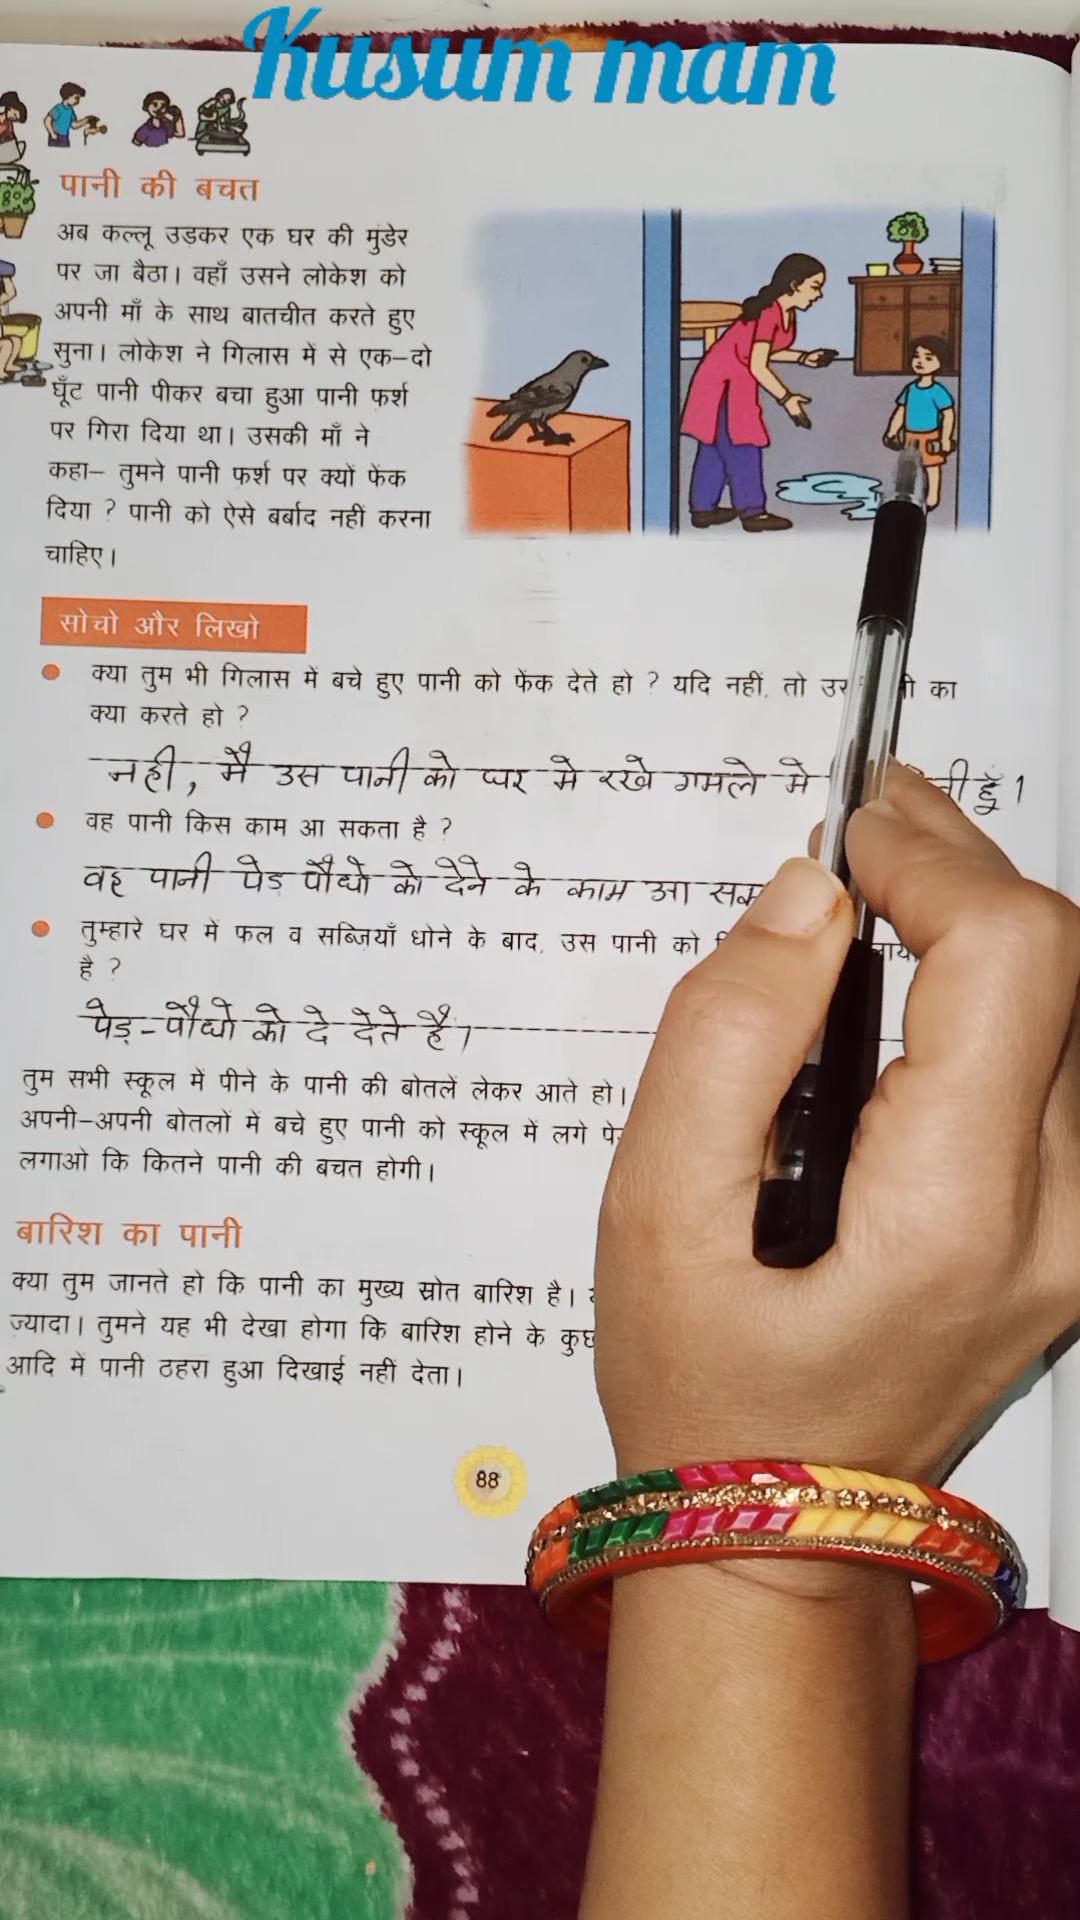 Kusum mam
पानी की बचत
अब कल्लू उड़कर एक घर की मुंडेर
पर जा बैठा। वहाँ उसने लोकेश को
अपनी माँ के साथ बातचीत करते हुए
सुना। लोकेश ने गिलास में से एक–दो
घूँट पानी पीकर बचा हुआ पानी फर्श
पर गिरा दिया था। उसकी माँ ने
कहा– तुमने पानी फर्श पर क्यों फेंक
दिया ? पानी को ऐसे बर्बाद नहीं करना
चाहिए।
सोचो और लिखो
क्या तुम भी गिलास में बचे हुए पानी को फेंक देते हो ? यदि नहीं, तो का
क्या करते हो ?
नही, मै उस पानी को घर मे रखे गमले मे हूँ।
वह पानी किस काम आ सकता है ?
वह पानी पेड़ पौधो को देने के काम आ
तुम्हारे घर में फल व सब्ज़ियाँ धोने के बाद, उस पानी को
है ?
पेड़-पौधो को दे देते है।
तुम सभी स्कूल में पीने के पानी की बोतलें लेकर आते हो।
अपनी–अपनी बोतलों में बचे हुए पानी को स्कूल में लगे
लगाओ कि कितने पानी की बचत होगी।
बारिश का पानी
क्या तुम जानते हो कि पानी का मुख्य स्रोत बारिश है।
ज़्यादा। तुमने यह भी देखा होगा कि बारिश होने के
आदि में पानी ठहरा हुआ दिखाई नहीं देता।
88